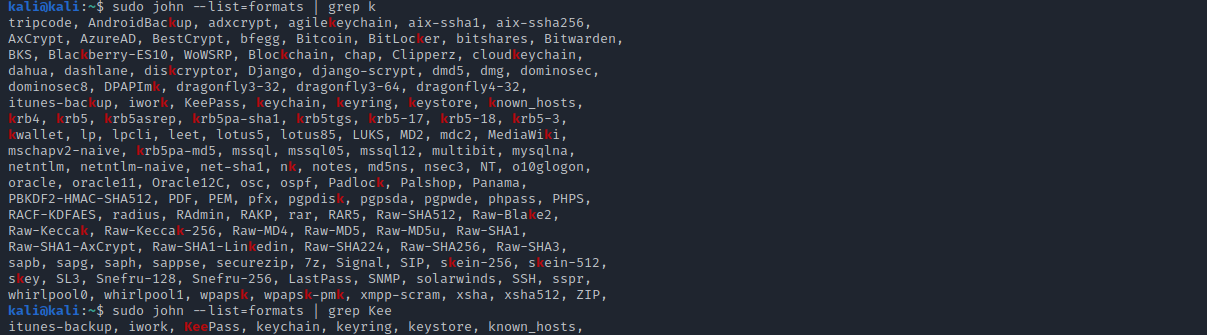 kali@kali:~$ sudo john --list=formats | grep k
tripcode, AndroidBackup, adxcrypt, agilekeychain, aix-ssha1, aix-ssha256,
AxCrypt, AzureAD, BestCrypt, bfegg, Bitcoin, BitLocker, bitshares, Bitwarden,
BKS, Blackberry-ES10, WoWSRP, Blockchain, chap, Clipperz, cloudkeychain,
dahua, dashlane, diskcryptor, Django, django-scrypt, dmd5, dmg, dominosec,
dominosec8, DPAPImk, dragonfly3-32, dragonfly3-64, dragonfly4-32,
itunes-backup, iwork, KeePass, keychain, keyring, keystore, known_hosts,
krb4, krb5, krb5asrep, krb5pa-sha1, krb5tgs, krb5-17, krb5-18, krb5-3,
kwallet, lp, lpcli, leet, lotus5, lotus85, LUKS, MD2, mdc2, MediaWiki,
mschapv2-naive, krb5pa-md5, mssql, mssql05, mssql12, multibit, mysqlna,
netntlm, netntlm-naive, net-sha1, nk, notes, md5ns, nsec3, NT, o10glogon,
oracle, oracle11, Oracle12C, osc, ospf, Padlock, Palshop, Panama,
PBKDF2-HMAC-SHA512, PDF, PEM, pfx, pgpdisk, pgpsda, pgpwde, phpass, PHPS,
RACF-KDFAES, radius, RAdmin, RAKP, rar, RAR5, Raw-SHA512, Raw-Blake2,
Raw-Keccak, Raw-Keccak-256, Raw-MD4, Raw-MD5, Raw-MD5u, Raw-SHA1,
Raw-SHA1-AxCrypt, Raw-SHA1-Linkedin, Raw-SHA224, Raw-SHA256, Raw-SHA3,
sapb, sapg, saph, sappse, securezip, 7z, Signal, SIP, skein-256, skein-512,
skey, SL3, Snefru-128, Snefru-256, LastPass, SNMP, solarwinds, SSH, sspr,
whirlpool0, whirlpool1, wpapsk, wpapsk-pmk, xmpp-scram, xsha, xsha512, ZIP,
kali@kali:~$ sudo john --list=formats | grep Kee
itunes-backup, iwork, KeePass, keychain, keyring, keystore, known_hosts,